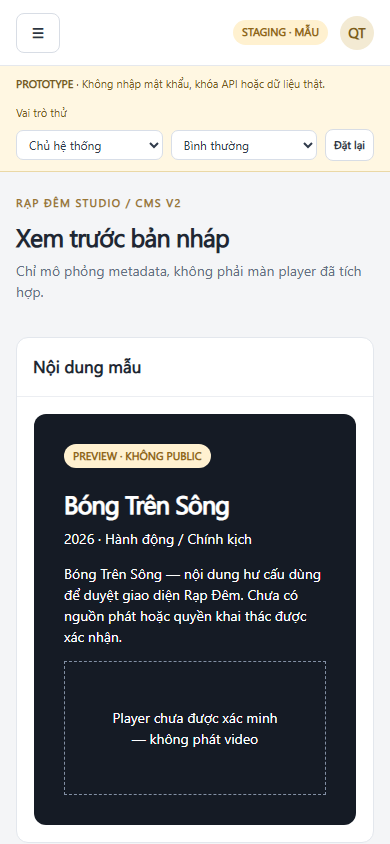 ☰
STAGING · MẪU
QT
PROTOTYPE · Không nhập mật khẩu, khóa API hoặc dữ liệu thật.
Vai trò thử
Chủ hệ thống
Bình thường
Đặt lại
RẠP ĐÊM STUDIO / CMS V2
Xem trước bản nháp
Chỉ mô phỏng metadata, không phải màn player đã tích
hợp.
Nội dung mẫu
PREVIEW · KHÔNG PUBLIC
Bóng Trên Sông
2026 · Hành động / Chính kịch
Bóng Trên Sông — nội dung hư cấu dùng
để duyệt giao diện Rạp Đêm. Chưa có
nguồn phát hoặc quyền khai thác được
xác nhận.
Player chưa được xác minh
— không phát video